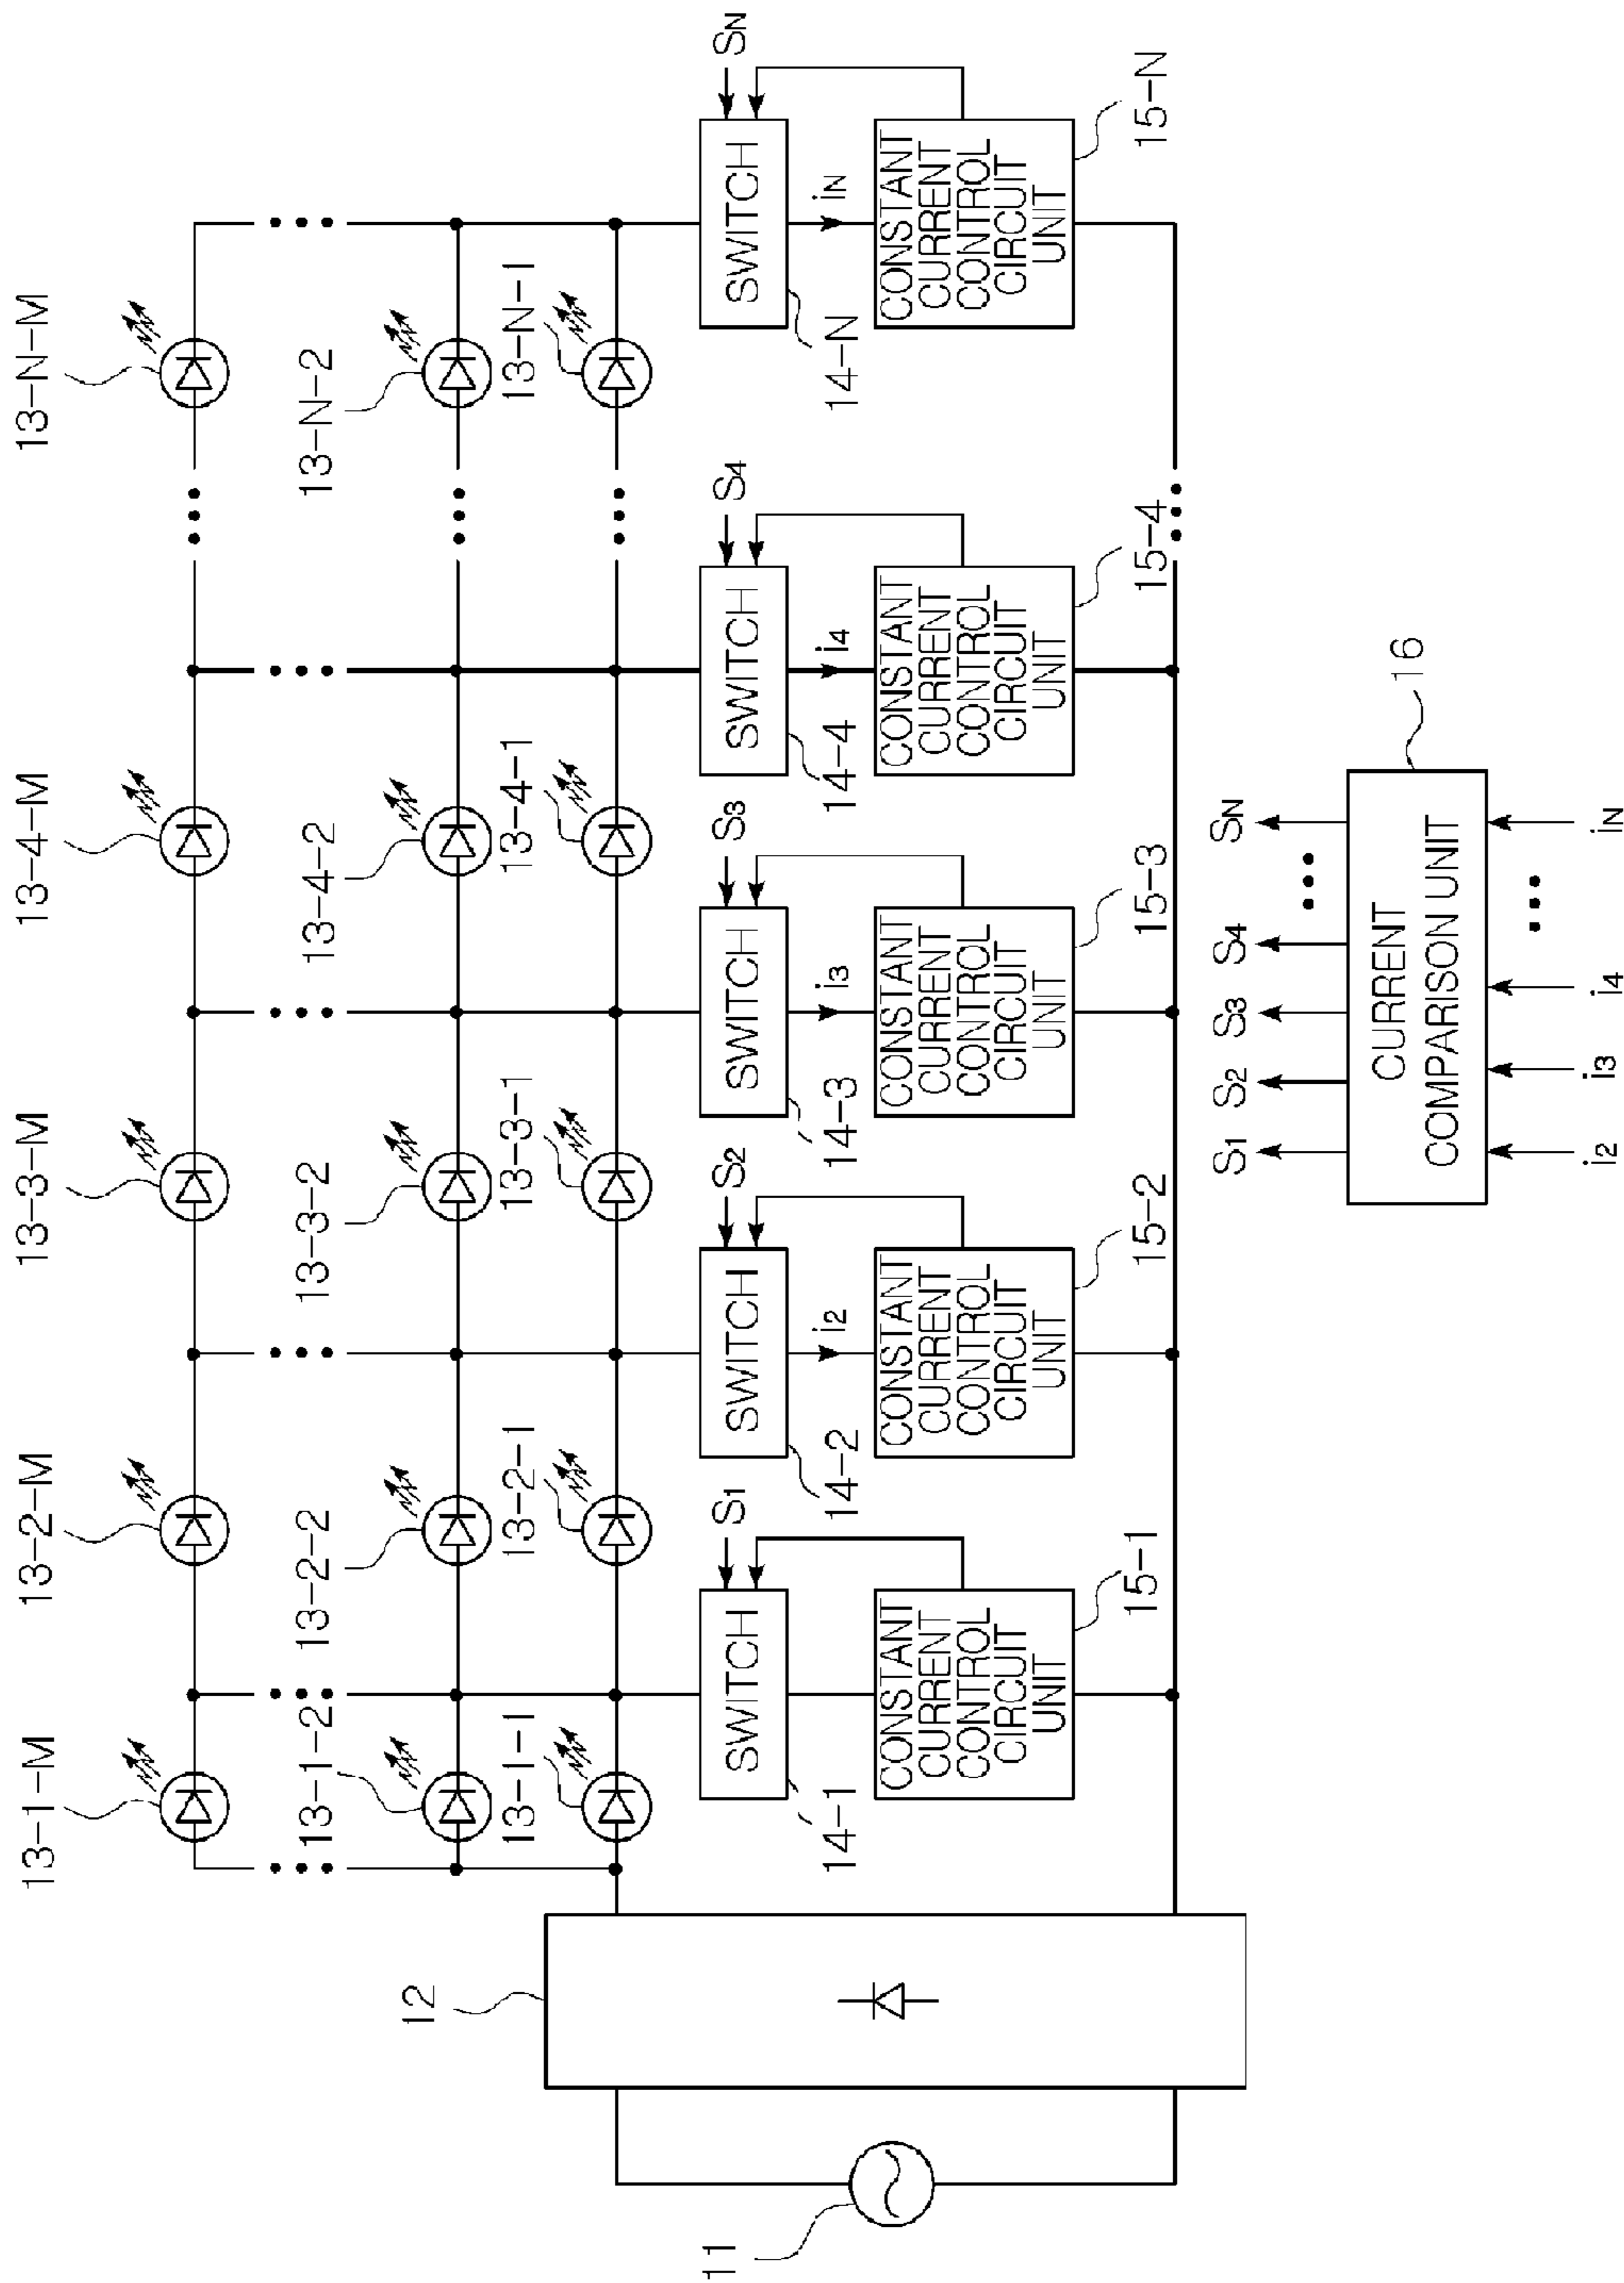 13-1-M
13-2-M
13-3-M
13-4-M
13-N-M
13-1-2
13-2-2
13-3-2
13-4-2
13-N-2
13-1-1
13-2-1
13-3-1
13-4-1
13-N-1
12
11
S1
S2
S3
S4
SN
SWITCH
SWITCH
SWITCH
SWITCH
SWITCH
14-1
14-2
14-3
14-4
14-N
i2
i3
i4
iN
CONSTANT
CURRENT
CONTROL
CIRCUIT
UNIT
CONSTANT
CURRENT
CONTROL
CIRCUIT
UNIT
CONSTANT
CURRENT
CONTROL
CIRCUIT
UNIT
CONSTANT
CURRENT
CONTROL
CIRCUIT
UNIT
CONSTANT
CURRENT
CONTROL
CIRCUIT
UNIT
15-1
15-2
15-3
15-4
15-N
S1
S2
S3
S4
SN
CURRENT
COMPARISON UNIT
16
i2
i3
i4
iN